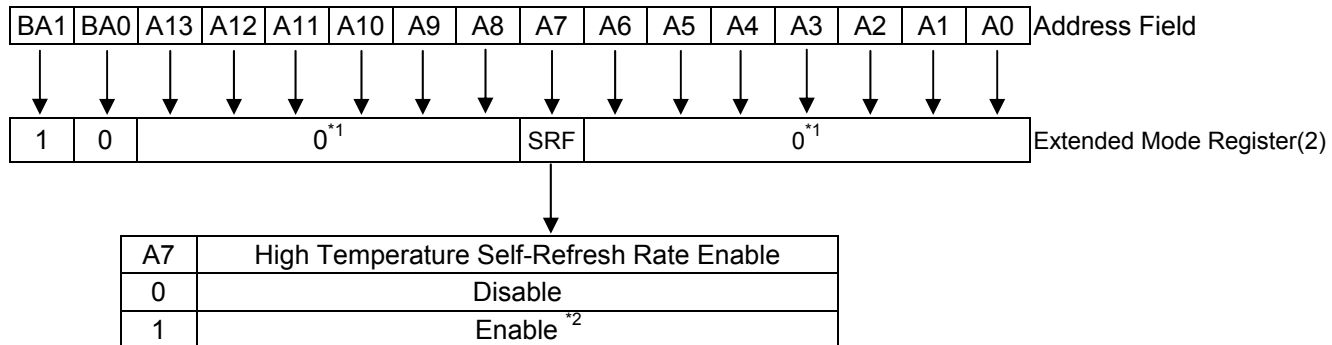 BA1 BA0 A13 A12 A11 A10 A9 A8 A7 A6 A5 A4 A3 A2 A1 A0 Address Field
1 0 0*1 SRF 0*1 Extended Mode Register(2)
A7 High Temperature Self-Refresh Rate Enable
0 Disable
1 Enable *2